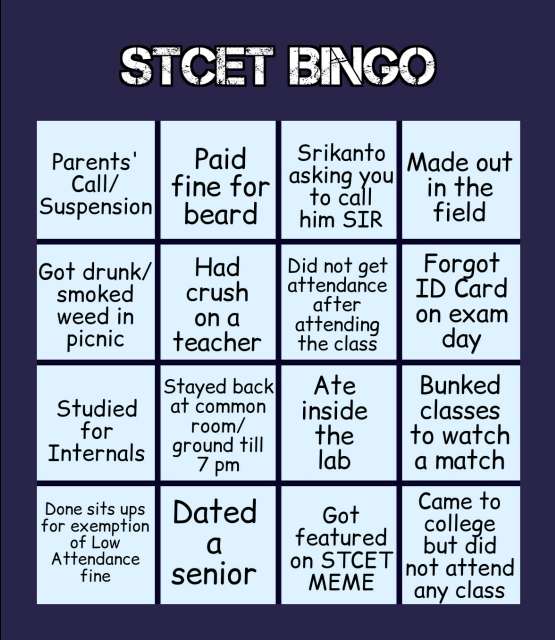 STCET BINGO
Parents'
Call/
Suspension
Paid
fine for
beard
Srikanto
asking you
to call
him SIR
Made out
in the
field
Got drunk/
smoked
weed in
picnic
Had
crush
on a
teacher
Did not get
attendance
after
attending
the class
Forgot
ID Card
on exam
day
Studied
for
Internals
Stayed back
at common
room/
ground till
7 pm
Ate
inside
the
lab
Bunked
classes
to watch
a match
Done sits ups
for exemption
of Low
Attendance
fine
Dated
a
senior
Got
featured
on STCET
MEME
Came to
college
but did
not attend
any class